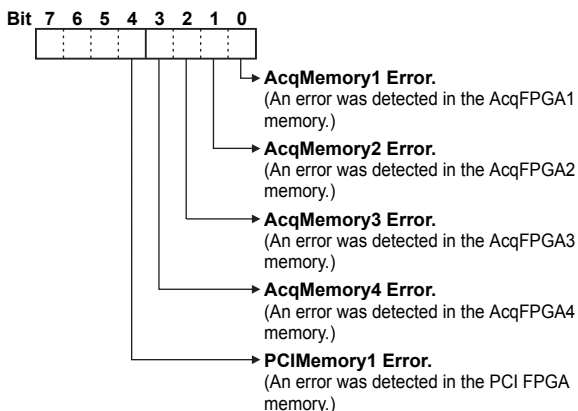 Bit 7 6 5 4 3 2 1 0
AcqMemory1 Error.
(An error was detected in the AcqFPGA1
memory.)
AcqMemory2 Error.
(An error was detected in the AcqFPGA2
memory.)
AcqMemory3 Error.
(An error was detected in the AcqFPGA3
memory.)
AcqMemory4 Error.
(An error was detected in the AcqFPGA4
memory.)
PCIMemory1 Error.
(An error was detected in the PCI FPGA
memory.)